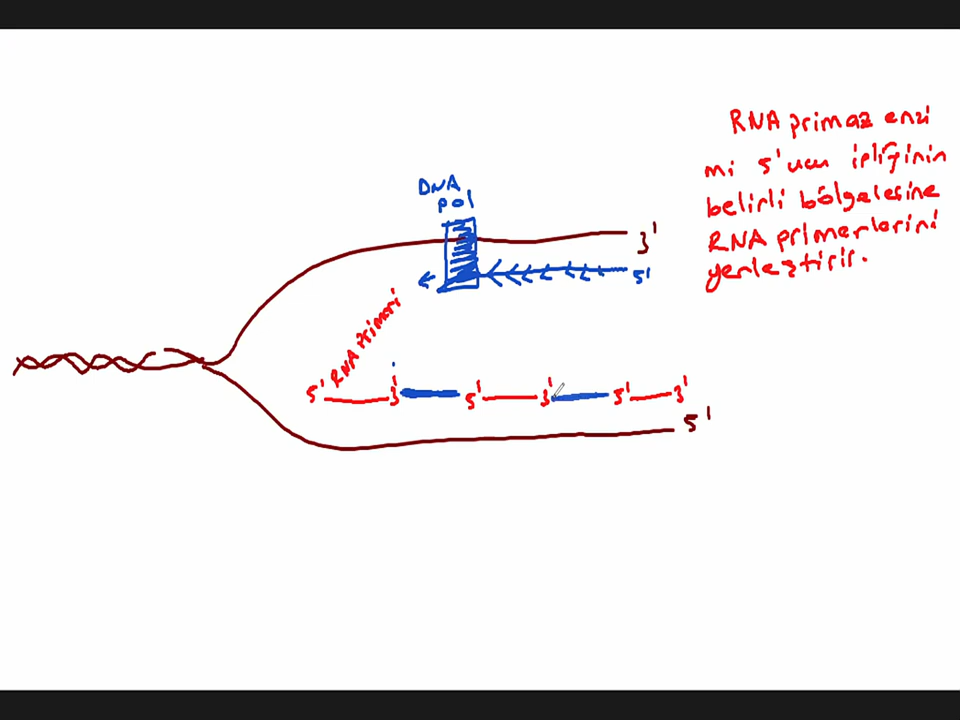 RNA primaz enzi
mi 5' ucu ipliğinin
belirli bölgelesine
RNA primerlerini
yerleştirir.
DNA
pol
3'
5'
RNA Primeri
5' 3' 5' 3' 5' 3'
5'